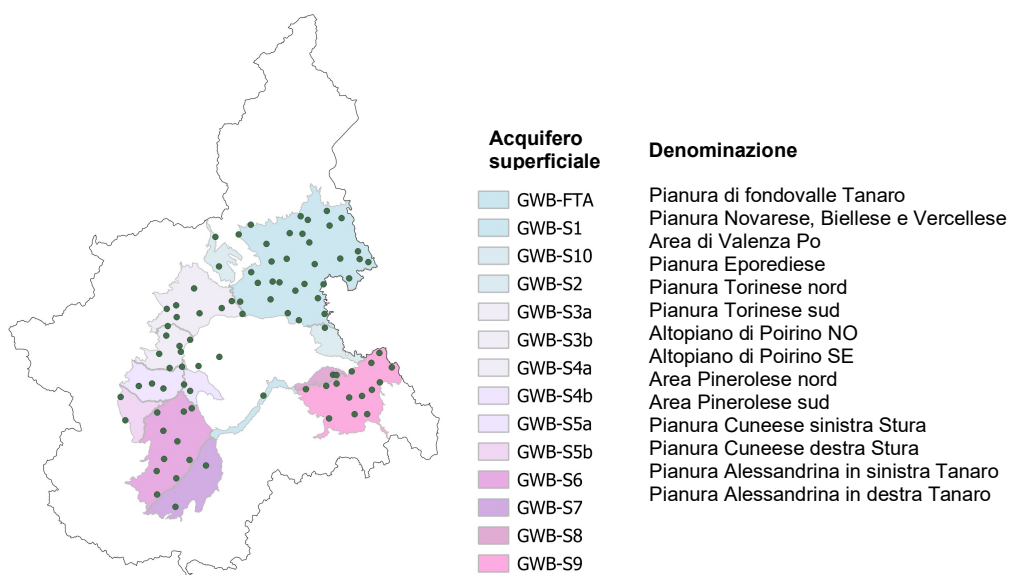 Acquifero
superficiale
GWB-FTA
GWB-S1
GWB-S10
GWB-S2
GWB-S3a
GWB-S3b
GWB-S4a
GWB-S4b
GWB-S5a
GWB-S5b
GWB-S6
GWB-S7
GWB-S8
GWB-S9
Denominazione
Pianura di fondovalle Tanaro
Pianura Novarese, Biellese e Vercellese
Area di Valenza Po
Pianura Eporediese
Pianura Torinese nord
Pianura Torinese sud
Altopiano di Poirino NO
Altopiano di Poirino SE
Area Pinerolese nord
Area Pinerolese sud
Pianura Cuneese sinistra Stura
Pianura Cuneese destra Stura
Pianura Alessandrina in sinistra Tanaro
Pianura Alessandrina in destra Tanaro